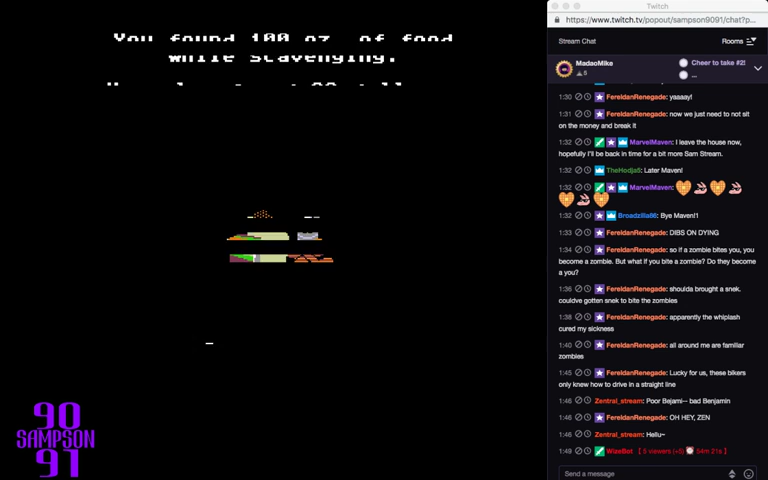 You found 100 oz. of food
while scavenging.
90
SAMPSON
91
Twitch
https://www.twitch.tv/popout/sampson9091/chat?p...
Stream Chat
Rooms
MadaoMike
6
Cheer to take #2!
...
1:30 FereldanRenegade: yaaaay!
1:31 FereldanRenegade: now we just need to not sit
on the money and break it
1:32 MarvelMaven: I leave the house now,
hopefully I'll be back in time for a bit more Sam Stream.
1:32 TheHodja5: Later Maven!
1:32 MarvelMaven:
1:32 Broadzilla86: Bye Maven!1
1:33 FereldanRenegade: DIBS ON DYING
1:34 FereldanRenegade: so if a zombie bites you, you
become a zombie. But what if you bite a zombie? Do they become
a you?
1:36 FereldanRenegade: shoulda brought a snek.
couldve gotten snek to bite the zombies
1:38 FereldanRenegade: apparently the whiplash
cured my sickness
1:40 FereldanRenegade: all around me are familiar
zombies
1:45 FereldanRenegade: Lucky for us, these bikers
only knew how to drive in a straight line
1:46 Zentral_stream: Poor Bejami-- bad Benjamin
1:46 FereldanRenegade: OH HEY, ZEN
1:46 Zentral_stream: Hellu~
1:49 WizeBot [ 5 viewers (+5) 54m 21s ]
Send a message